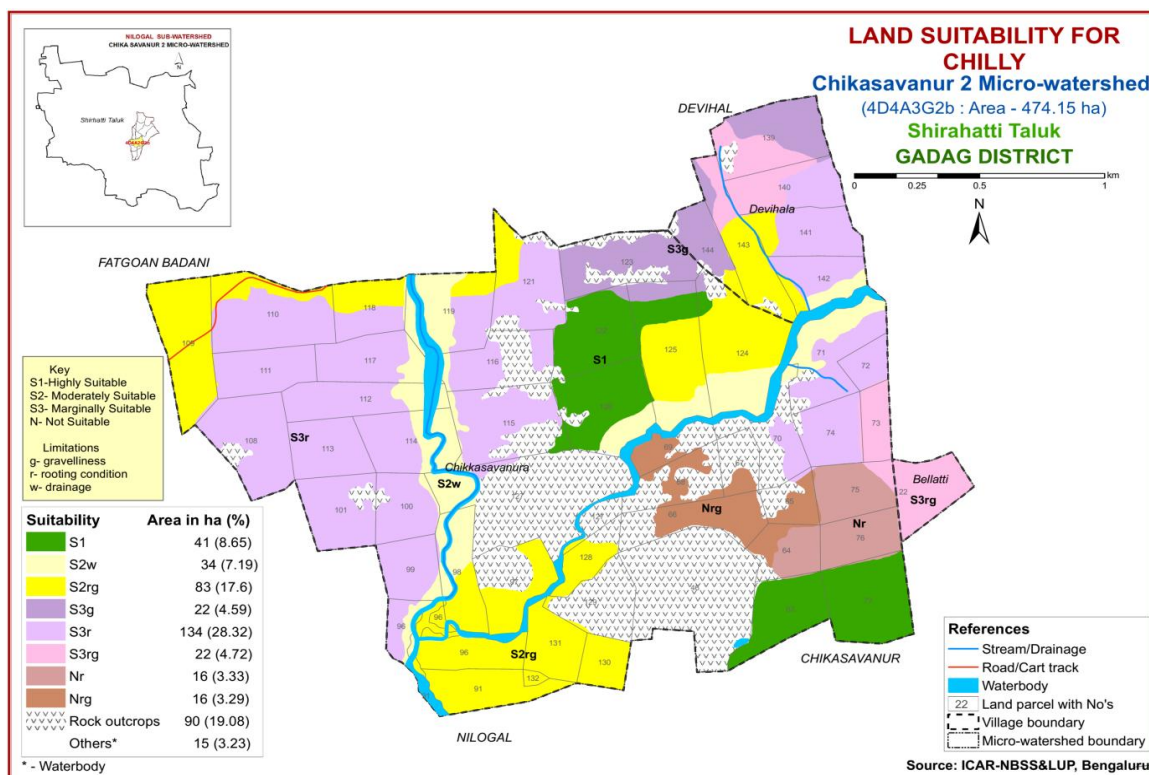 NILOGAL SUB-WATERSHED
CHIKA SAVANUR 2 MICRO-WATERSHED
N
Shirhatti Taluk
LAND SUITABILITY FOR
CHILLY
Chikasavanur 2 Micro-watershed
(4D4A3G2b : Area - 474.15 ha)
Shirahatti Taluk
GADAG DISTRICT
0 0.25 0.5 1 km
N
DEVIHAL
139
140
Devihala
141
143
144
142
S3g
123
121
FATGOAN BADANI
110
118
119
S1
125
124
71
72
116
117
111
112
115
114
113
108
S3r
Chikkasavanura
S2w
101
100
99
98
70
74
73
Bellatti
22
S3rg
75
Nr
76
64
66
Nrg
128
96
96
96
S2rg
131
130
132
91
CHIKASAVANUR
NILOGAL
Key
S1-Highly Suitable
S2- Moderately Suitable
S3- Marginally Suitable
N- Not Suitable
Limitations
g- gravelliness
r- rooting condition
w- drainage
Suitability Area in ha (%)
S1 41 (8.65)
S2w 34 (7.19)
S2rg 83 (17.6)
S3g 22 (4.59)
S3r 134 (28.32)
S3rg 22 (4.72)
Nr 16 (3.33)
Nrg 16 (3.29)
Rock outcrops 90 (19.08)
Others* 15 (3.23)
* - Waterbody
References
Stream/Drainage
Road/Cart track
Waterbody
22 Land parcel with No's
Village boundary
Micro-watershed boundary
Source: ICAR-NBSS&LUP, Bengaluru